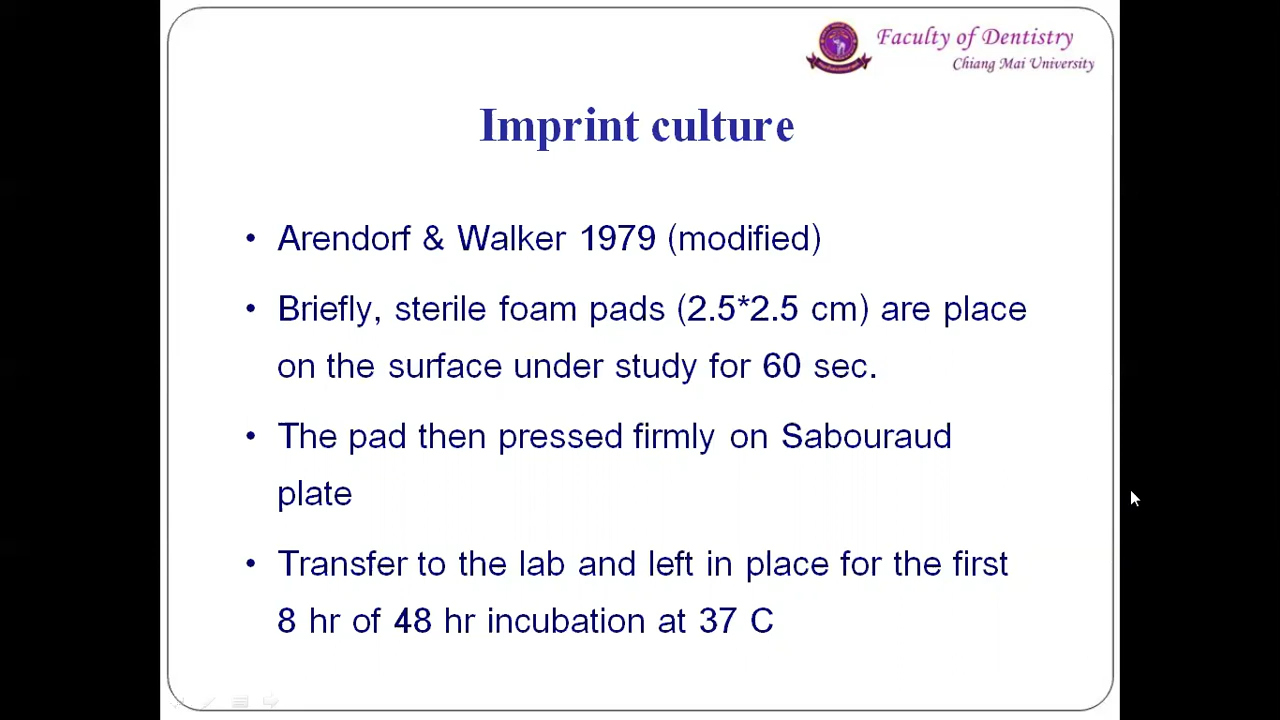 Faculty of Dentistry
Chiang Mai University
Imprint culture
• Arendorf & Walker 1979 (modified)
• Briefly, sterile foam pads (2.5*2.5 cm) are place
on the surface under study for 60 sec.
• The pad then pressed firmly on Sabouraud
plate
• Transfer to the lab and left in place for the first
8 hr of 48 hr incubation at 37 C